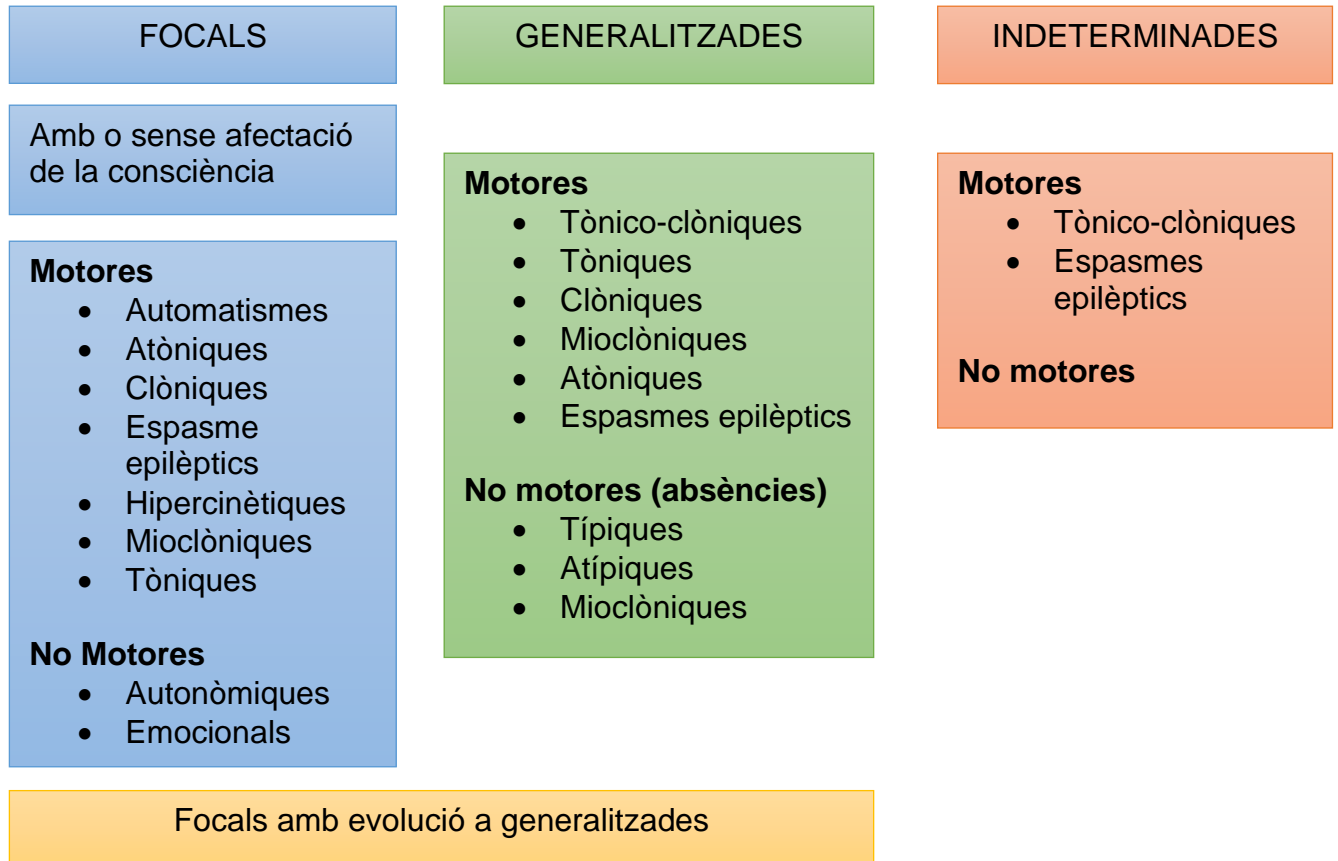 FOCALS
Amb o sense afectació
de la consciència
Motores
• Automatismes
• Atòniques
• Clòniques
• Espasme
epilèptics
• Hipercinètiques
• Mioclòniques
• Tòniques
No Motores
• Autonòmiques
• Emocionals
GENERALITZADES
Motores
• Tònico-clòniques
• Tòniques
• Clòniques
• Mioclòniques
• Atòniques
• Espasmes epilèptics
No motores (absències)
• Típiques
• Atípiques
• Mioclòniques
INDETERMINADES
Motores
• Tònico-clòniques
• Espasmes
epilèptics
No motores
Focals amb evolució a generalitzades